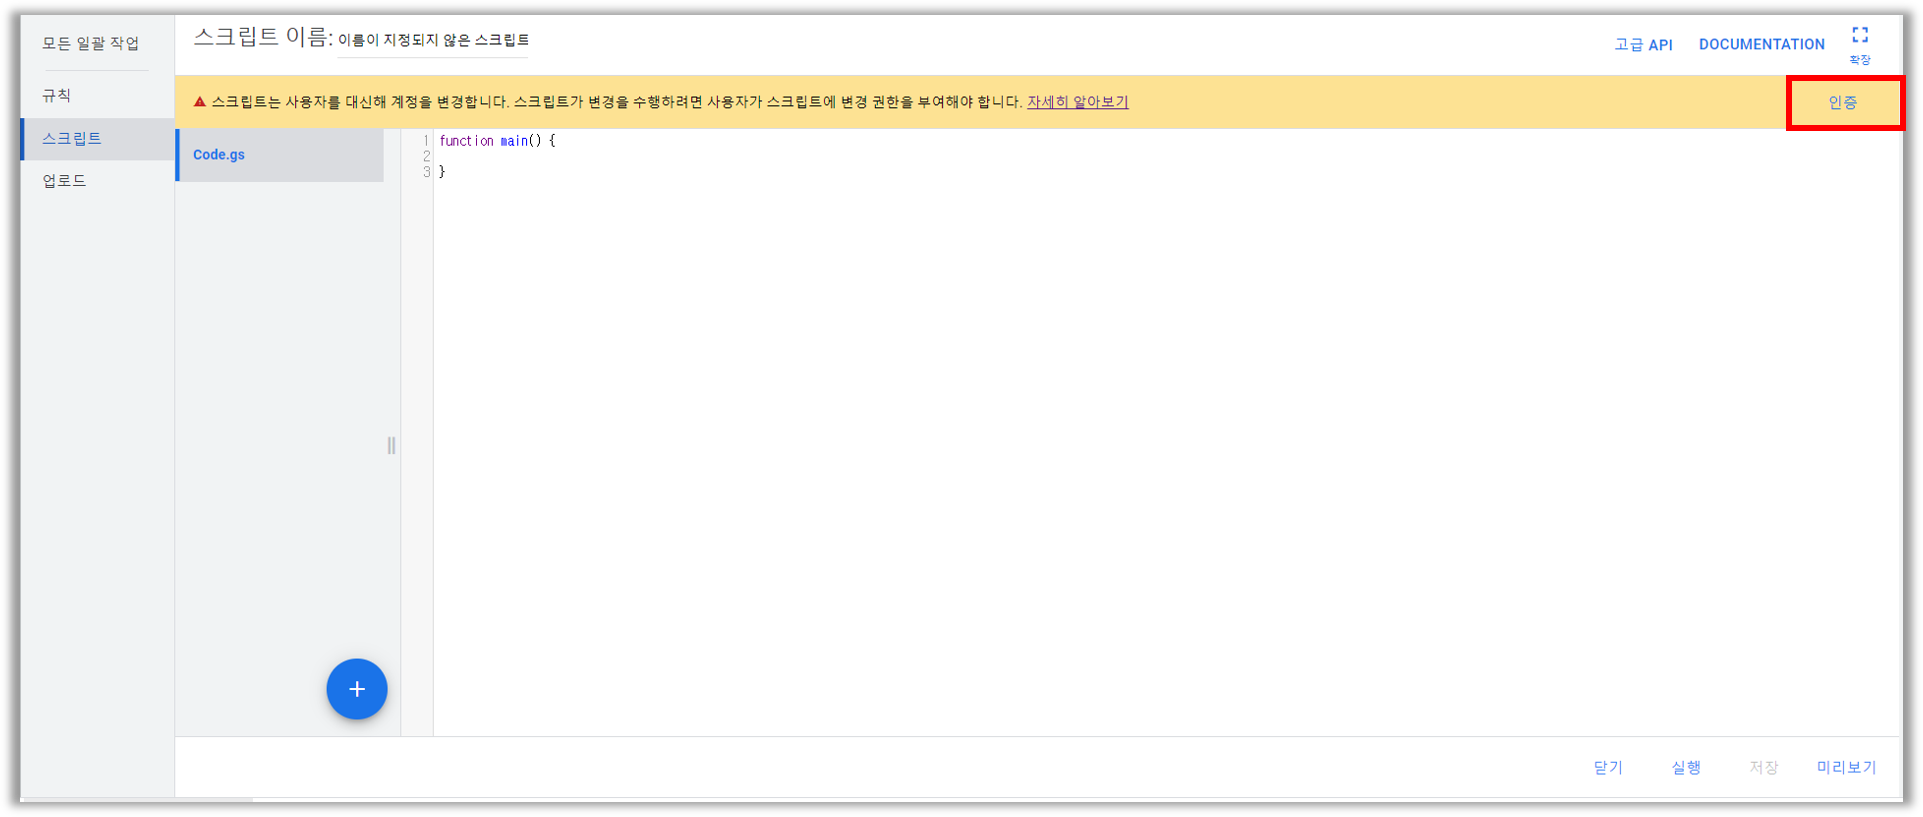 모든 일괄 작업
규칙
스크립트
업로드
스크립트 이름: 이름이 지정되지 않은 스크립트
고급 API
DOCUMENTATION
확장
스크립트는 사용자를 대신해 계정을 변경합니다. 스크립트가 변경을 수행하려면 사용자가 스크립트에 변경 권한을 부여해야 합니다. 자세히 알아보기
인증
Code.gs
1 function main() {
2
3 }
+
닫기
실행
저장
미리보기